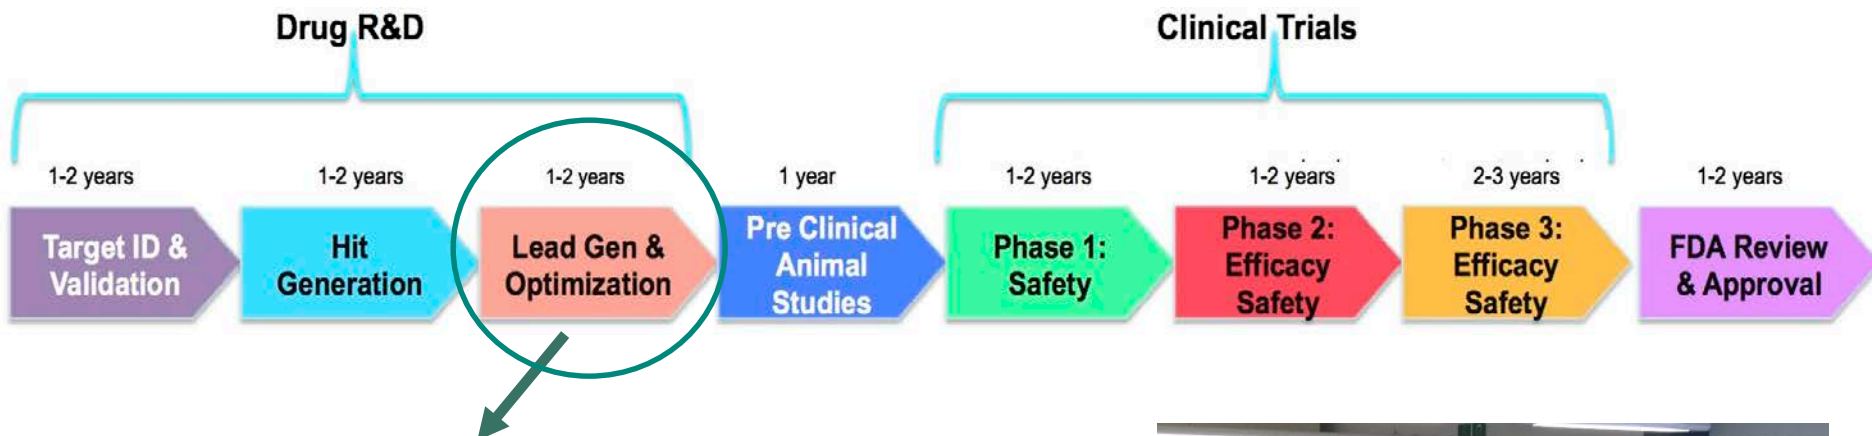 Drug R&D
Clinical Trials
1-2 years
1-2 years
1-2 years
1 year
1-2 years
1-2 years
2-3 years
1-2 years
Target ID &
Validation
Hit
Generation
Lead Gen &
Optimization
Pre Clinical
Animal
Studies
Phase 1:
Safety
Phase 2:
Efficacy
Safety
Phase 3:
Efficacy
Safety
FDA Review
& Approval